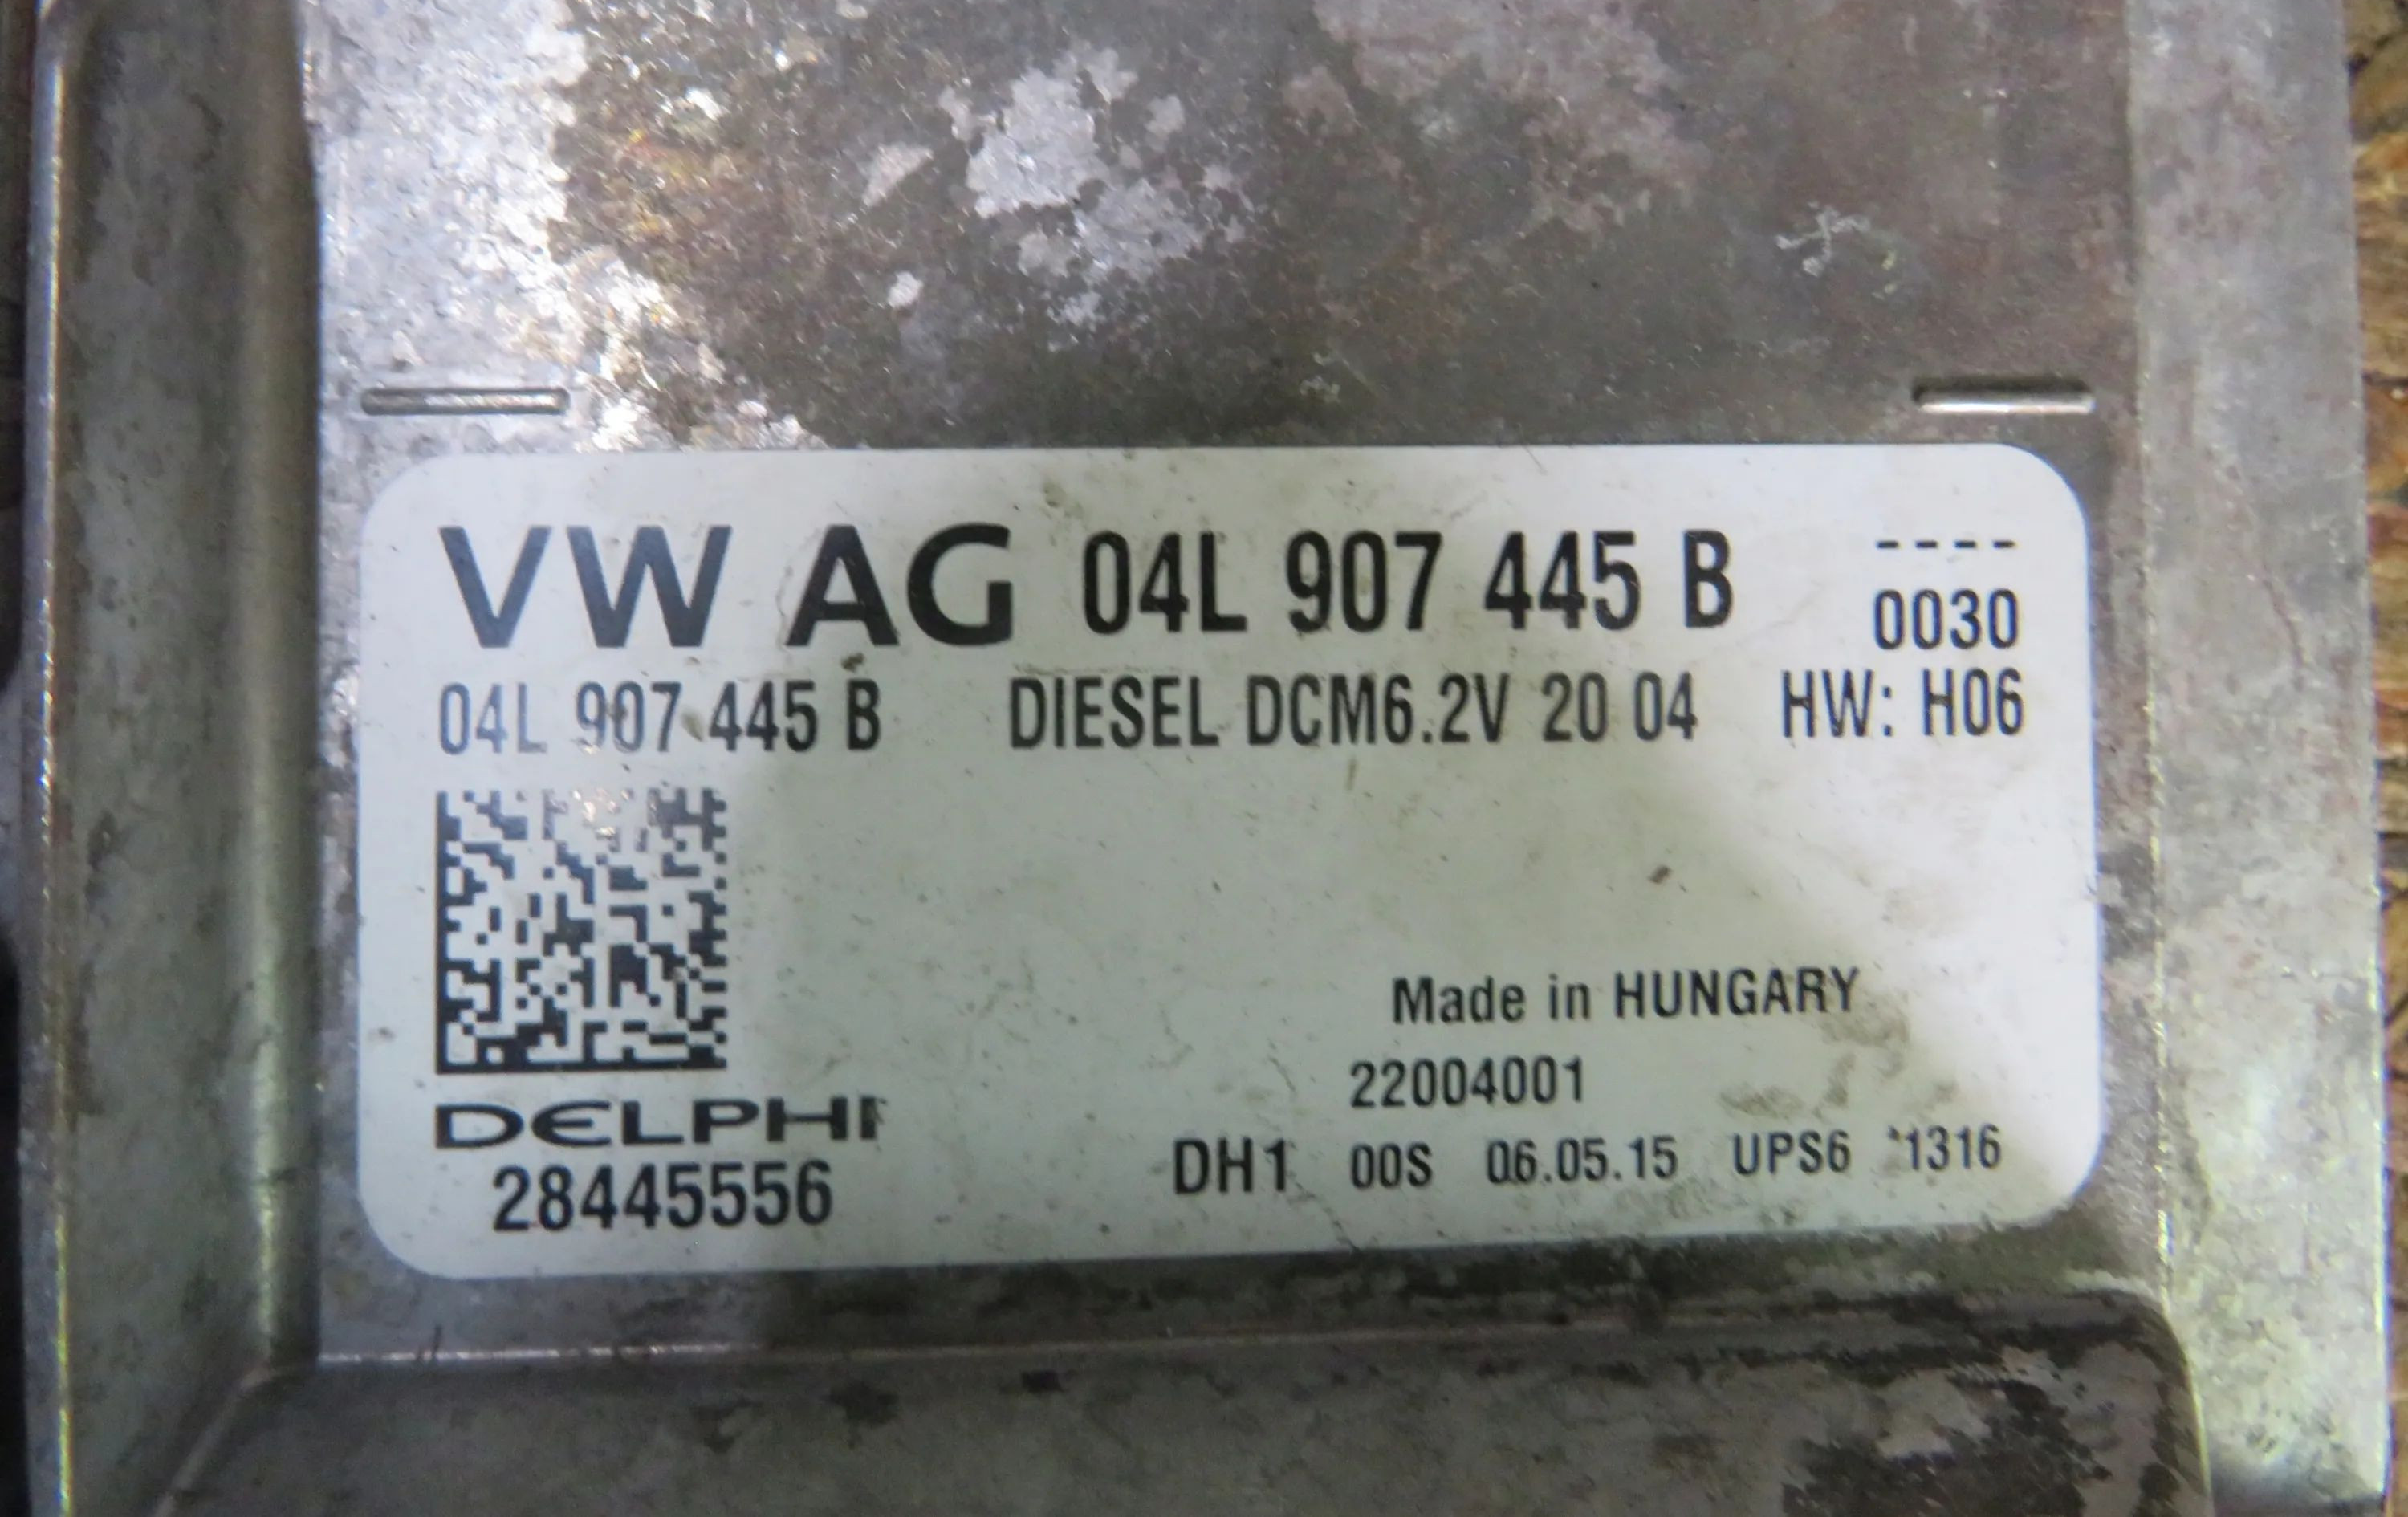 VW AG 04L 907 445 B ----
0030
04L 907 445 B DIESEL DCM6.2V 20 04 HW: H06
Made in HUNGARY
22004001
DELPHI
28445556
DH1 00S 06.05.15 UPS6 *1316